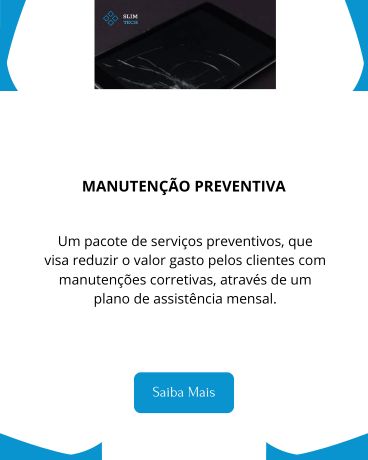 SLIM
TECH
MANUTENÇÃO PREVENTIVA
Um pacote de serviços preventivos, que
visa reduzir o valor gasto pelos clientes com
manutenções corretivas, através de um
plano de assistência mensal.
Saiba Mais